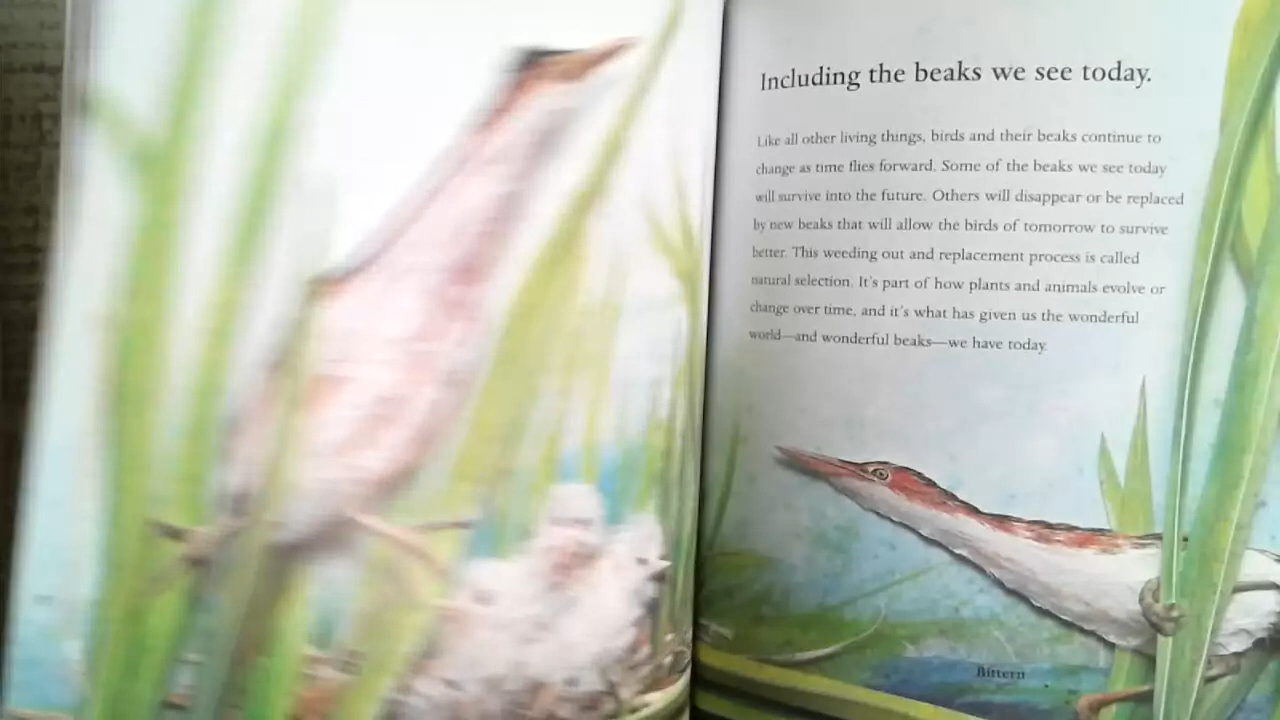 Including the beaks we see today.
Like all other living things, birds and their beaks continue to
change as time flies forward. Some of the beaks we see today
will survive into the future. Others will disappear or be replaced
by new beaks that will allow the birds of tomorrow to survive
better. This weeding out and replacement process is called
natural selection. It's part of how plants and animals evolve or
change over time, and it's what has given us the wonderful
world—and wonderful beaks—we have today.
Bittern